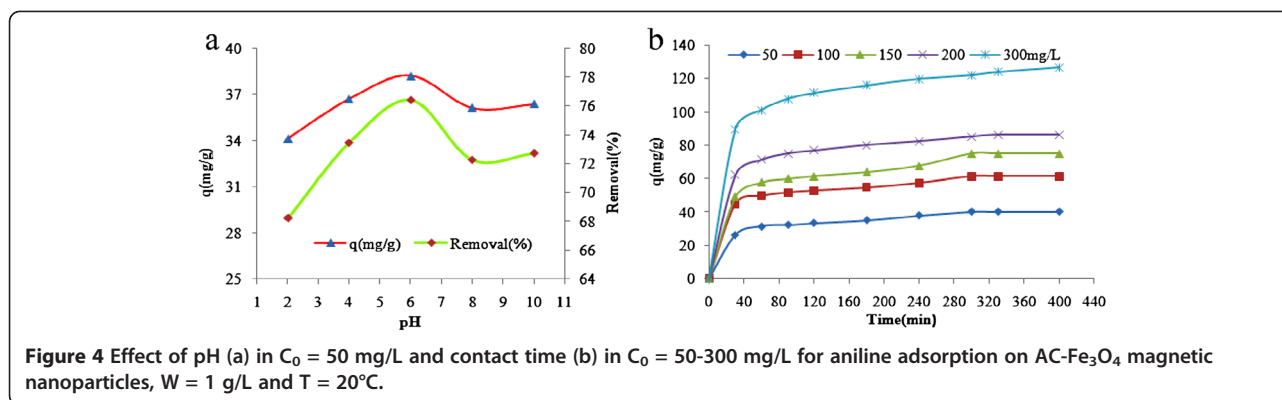 a
40
37
34
31
28
25
q(mg/g)
80
78
76
74
72
70
68
66
64
Removal(%)
q(mg/g) Removal(%)
1 2 3 4 5 6 7 8 9 10 11
pH
b
50 100 150 200 300mg/L
140
120
100
80
60
40
20
0
q(mg/g)
0 40 80 120 160 200 240 280 320 360 400 440
Time(min)
Figure 4 Effect of pH (a) in C₀ = 50 mg/L and contact time (b) in C₀ = 50-300 mg/L for aniline adsorption on AC-Fe₃O₄ magnetic
nanoparticles, W = 1 g/L and T = 20°C.